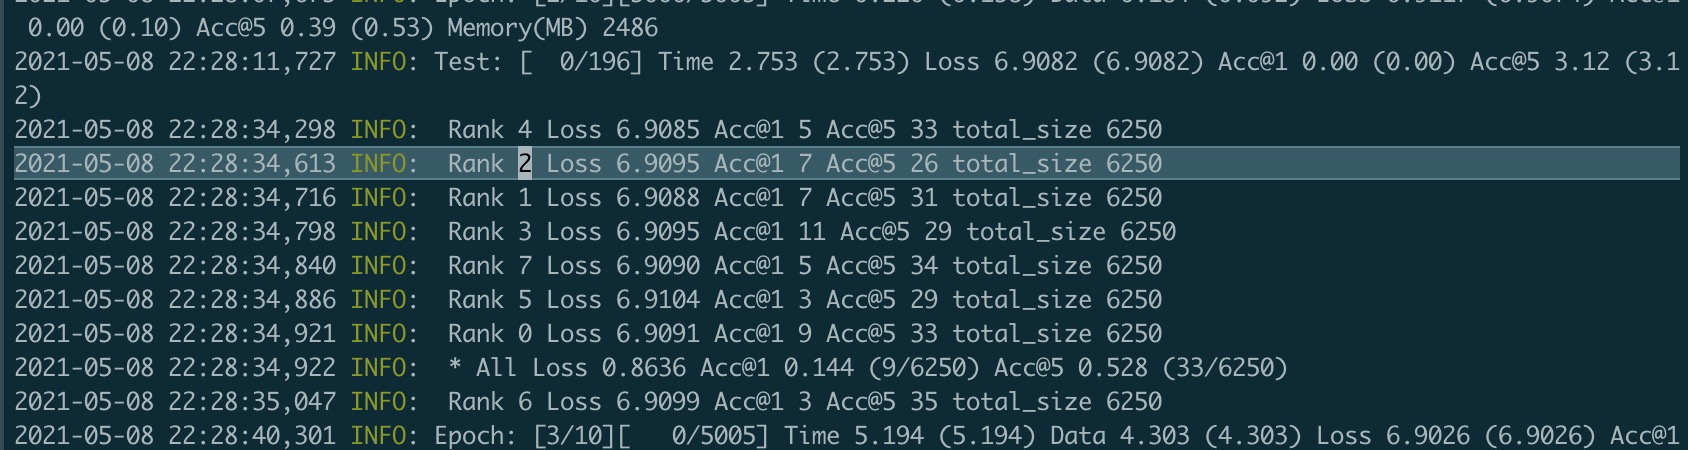 0.00 (0.10) Acc@5 0.39 (0.53) Memory(MB) 2486
2021-05-08 22:28:11,727 INFO: Test: [  0/196] Time 2.753 (2.753) Loss 6.9082 (6.9082) Acc@1 0.00 (0.00) Acc@5 3.12 (3.1
2)
2021-05-08 22:28:34,298 INFO:  Rank 4 Loss 6.9085 Acc@1 5 Acc@5 33 total_size 6250
2021-05-08 22:28:34,613 INFO:  Rank 2 Loss 6.9095 Acc@1 7 Acc@5 26 total_size 6250
2021-05-08 22:28:34,716 INFO:  Rank 1 Loss 6.9088 Acc@1 7 Acc@5 31 total_size 6250
2021-05-08 22:28:34,798 INFO:  Rank 3 Loss 6.9095 Acc@1 11 Acc@5 29 total_size 6250
2021-05-08 22:28:34,840 INFO:  Rank 7 Loss 6.9090 Acc@1 5 Acc@5 34 total_size 6250
2021-05-08 22:28:34,886 INFO:  Rank 5 Loss 6.9104 Acc@1 3 Acc@5 29 total_size 6250
2021-05-08 22:28:34,921 INFO:  Rank 0 Loss 6.9091 Acc@1 9 Acc@5 33 total_size 6250
2021-05-08 22:28:34,922 INFO:  * All Loss 0.8636 Acc@1 0.144 (9/6250) Acc@5 0.528 (33/6250)
2021-05-08 22:28:35,047 INFO:  Rank 6 Loss 6.9099 Acc@1 3 Acc@5 35 total_size 6250
2021-05-08 22:28:40,301 INFO: Epoch: [3/10][   0/5005] Time 5.194 (5.194) Data 4.303 (4.303) Loss 6.9026 (6.9026) Acc@1